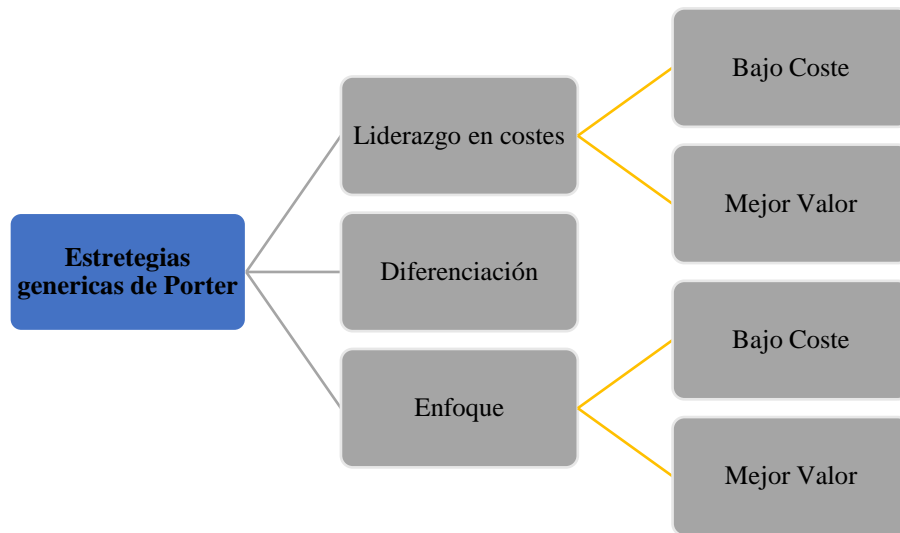 Bajo Coste
Liderazgo en costes
Mejor Valor
Estretegias
genericas de Porter
Diferenciación
Bajo Coste
Enfoque
Mejor Valor